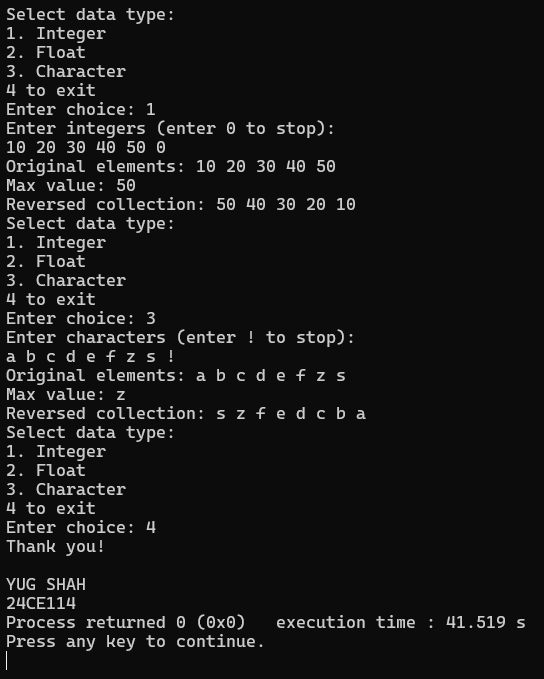 Select data type:
1. Integer
2. Float
3. Character
4 to exit
Enter choice: 1
Enter integers (enter 0 to stop):
10 20 30 40 50 0
Original elements: 10 20 30 40 50
Max value: 50
Reversed collection: 50 40 30 20 10
Select data type:
1. Integer
2. Float
3. Character
4 to exit
Enter choice: 3
Enter characters (enter ! to stop):
a b c d e f z s !
Original elements: a b c d e f z s
Max value: z
Reversed collection: s z f e d c b a
Select data type:
1. Integer
2. Float
3. Character
4 to exit
Enter choice: 4
Thank you!

YUG SHAH
24CE114
Process returned 0 (0x0)   execution time : 41.519 s
Press any key to continue.